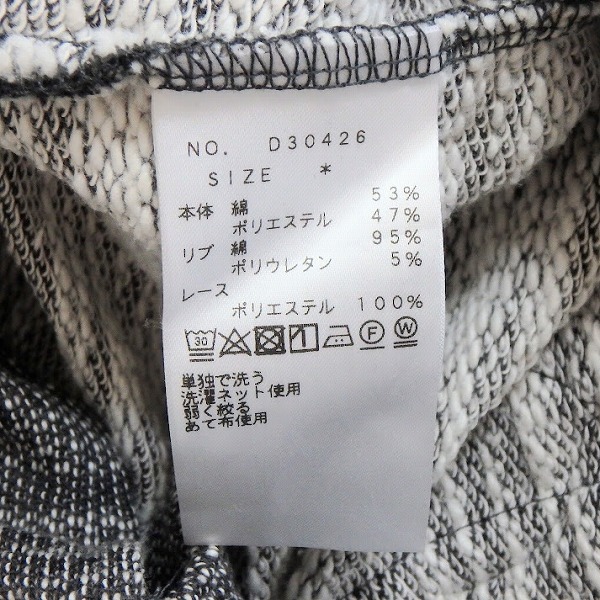 NO. D30426
SIZE *
本体 綿 53%
ポリエステル 47%
リブ 綿 95%
ポリウレタン 5%
レース
ポリエステル 100%
30 F W
単独で洗う
洗濯ネット使用
弱く絞る
あて布使用